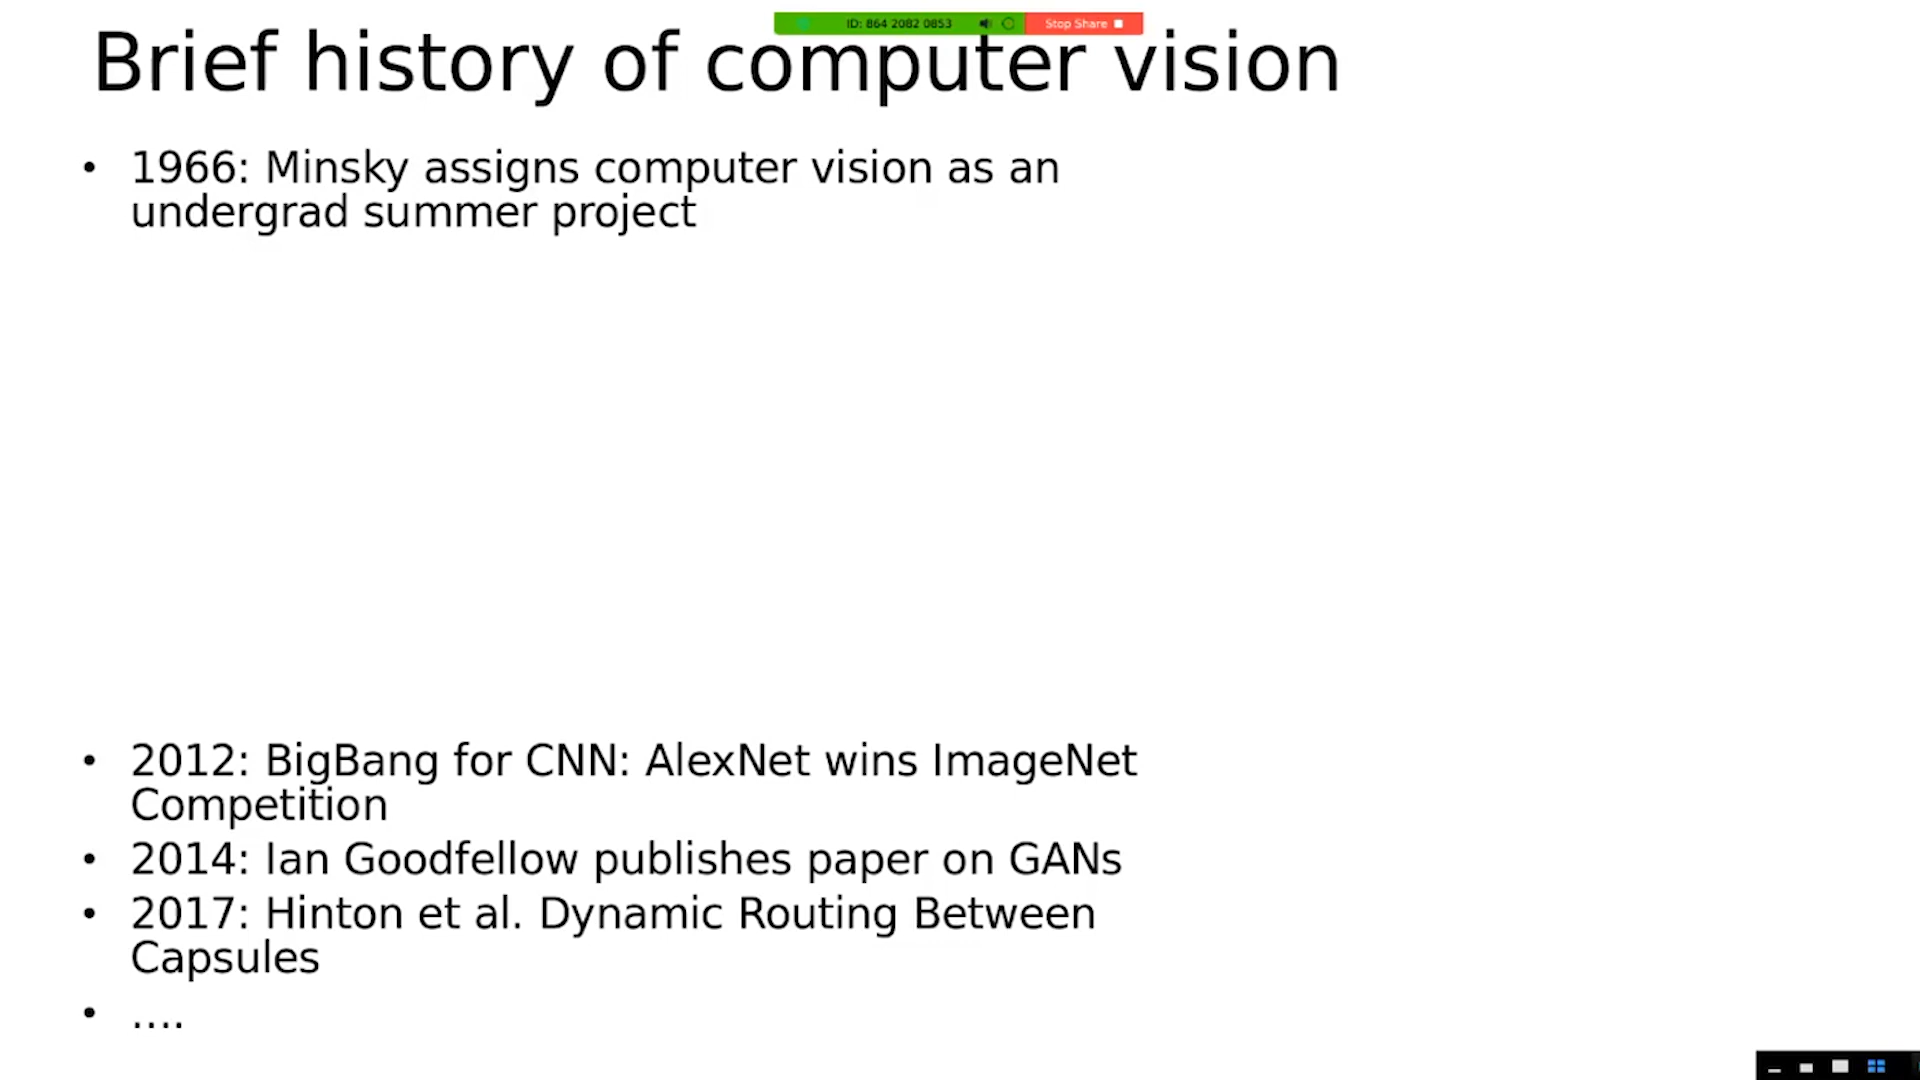 ID: 864 2082 0853 Stop Share
Brief history of computer vision
• 1966: Minsky assigns computer vision as an
undergrad summer project
• 2012: BigBang for CNN: AlexNet wins ImageNet
Competition
• 2014: Ian Goodfellow publishes paper on GANs
• 2017: Hinton et al. Dynamic Routing Between
Capsules
• ....